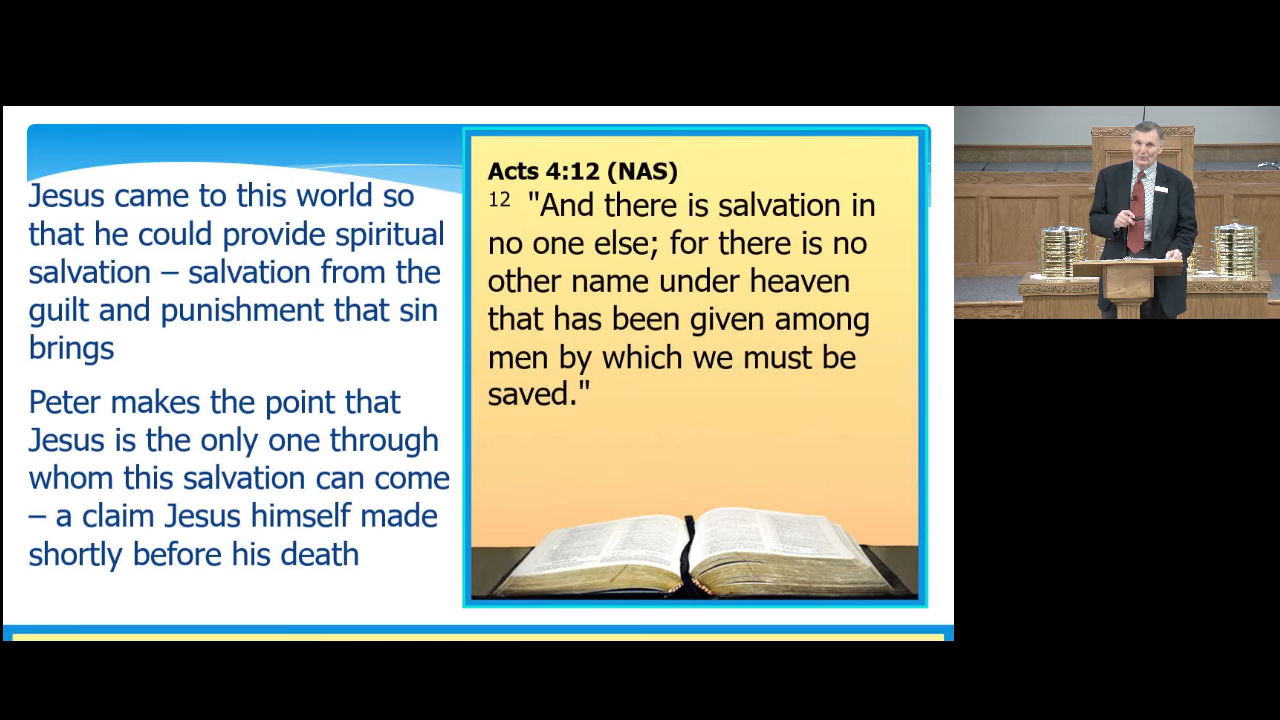 Jesus came to this world so
that he could provide spiritual
salvation – salvation from the
guilt and punishment that sin
brings
Peter makes the point that
Jesus is the only one through
whom this salvation can come
– a claim Jesus himself made
shortly before his death
Acts 4:12 (NAS)
12 "And there is salvation in
no one else; for there is no
other name under heaven
that has been given among
men by which we must be
saved."